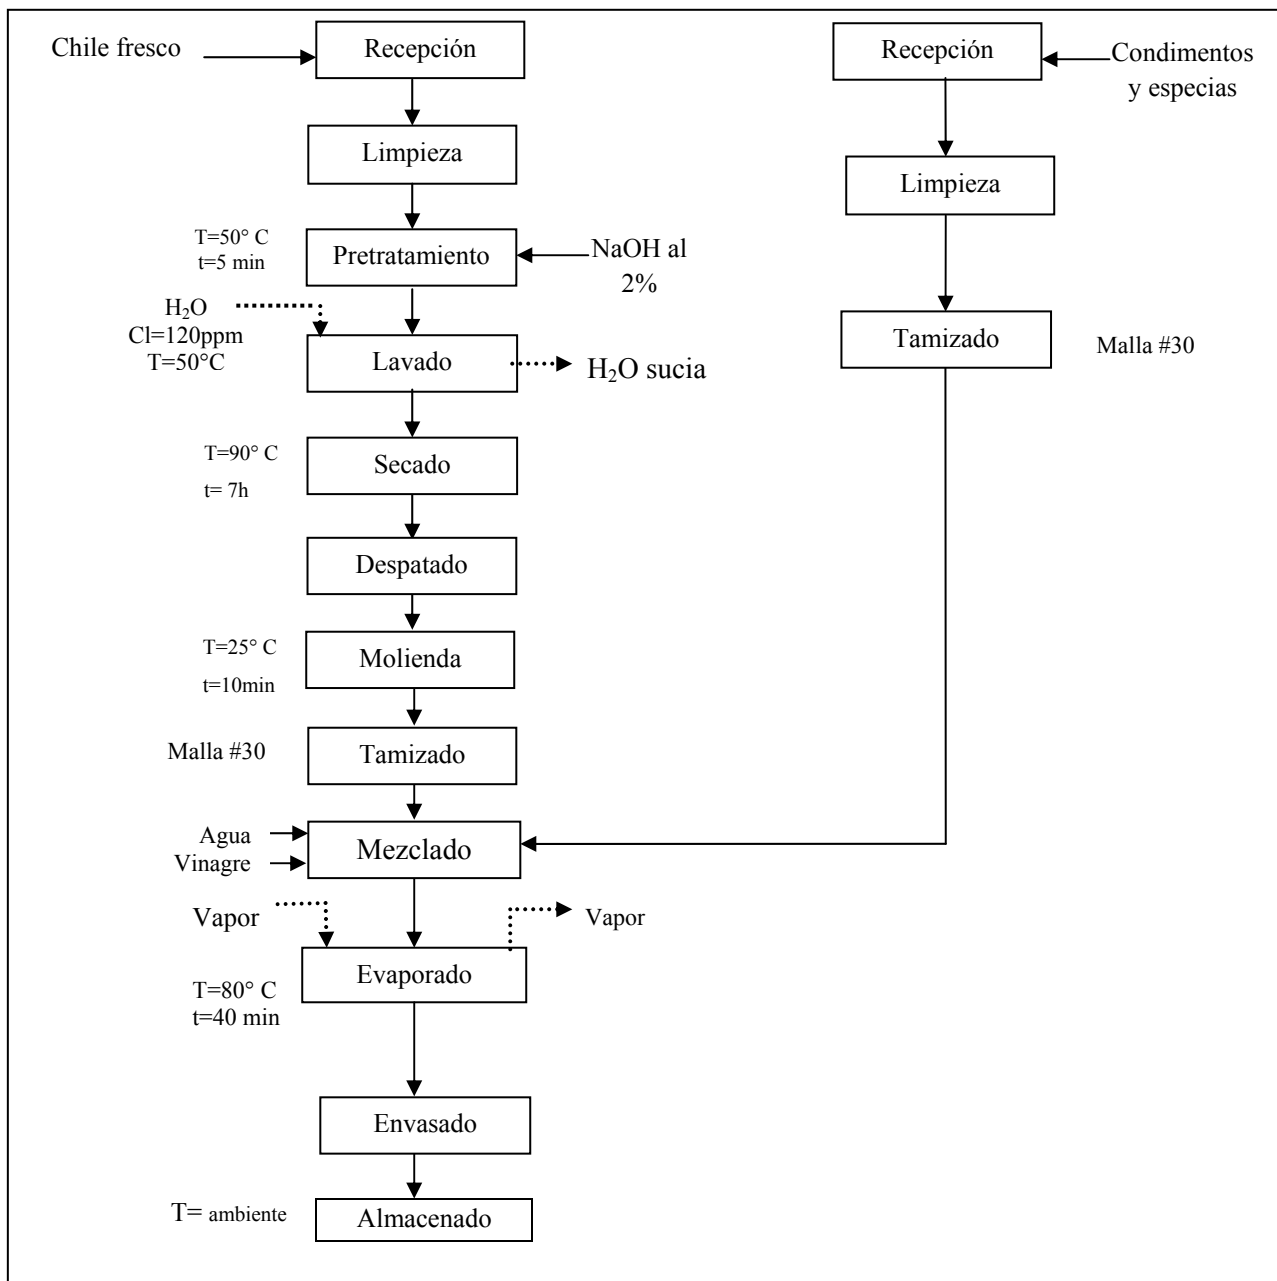 Chile fresco
Recepción
Limpieza
T=50° C
t=5 min
Pretratamiento
NaOH al
2%
H₂O
Cl=120ppm
T=50°C
Lavado
H₂O sucia
T=90° C
t= 7h
Secado
Despatado
T=25° C
t=10min
Molienda
Malla #30
Tamizado
Agua
Vinagre
Mezclado
Vapor
Vapor
Evaporado
T=80° C
t=40 min
Envasado
T= ambiente
Almacenado
Recepción
Condimentos
y especias
Limpieza
Tamizado
Malla #30